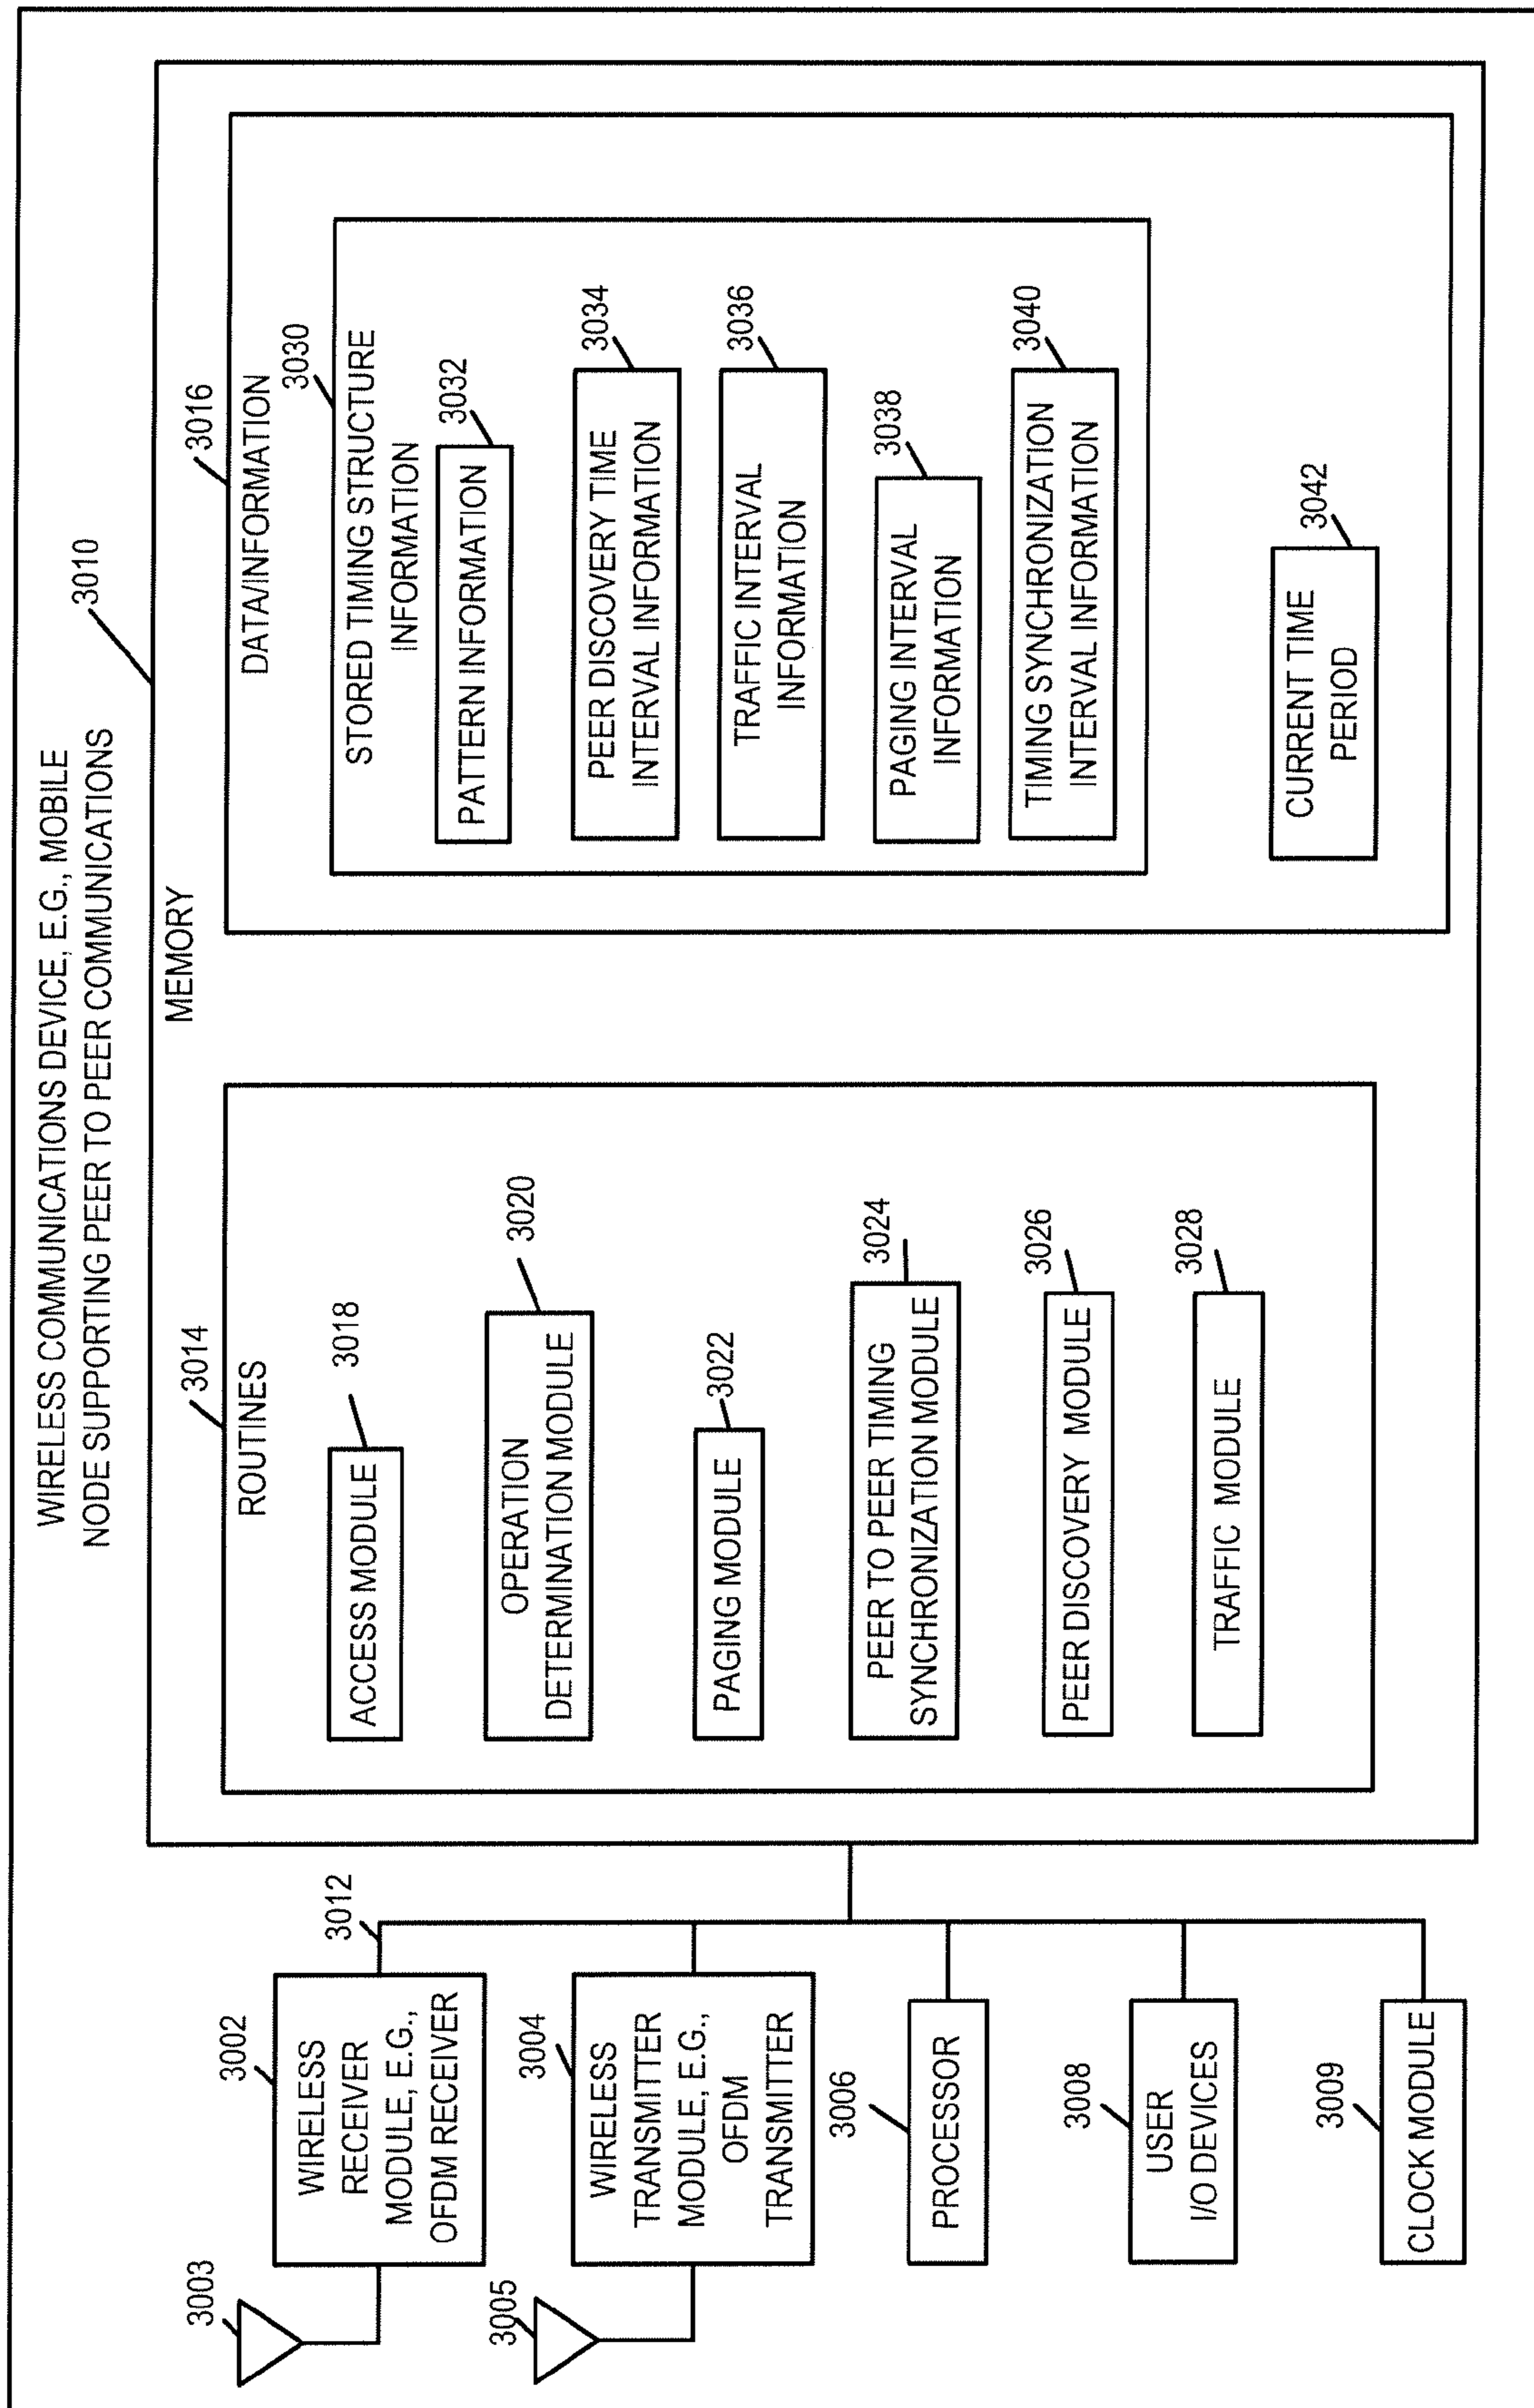 WIRELESS COMMUNICATIONS DEVICE, E.G., MOBILE
NODE SUPPORTING PEER TO PEER COMMUNICATIONS
3010
3003
3002
WIRELESS
RECEIVER
MODULE, E.G.,
OFDM RECEIVER
3012
3005
3004
WIRELESS
TRANSMITTER
MODULE, E.G.,
OFDM
TRANSMITTER
3006
PROCESSOR
3008
USER
I/O DEVICES
3009
CLOCK MODULE
MEMORY
3014
ROUTINES
3018
ACCESS MODULE
3020
OPERATION
DETERMINATION MODULE
3022
PAGING MODULE
3024
PEER TO PEER TIMING
SYNCHRONIZATION MODULE
3026
PEER DISCOVERY MODULE
3028
TRAFFIC MODULE
3016
DATA/INFORMATION
3030
STORED TIMING STRUCTURE
INFORMATION
3032
PATTERN INFORMATION
3034
PEER DISCOVERY TIME
INTERVAL INFORMATION
3036
TRAFFIC INTERVAL
INFORMATION
3038
PAGING INTERVAL
INFORMATION
3040
TIMING SYNCHRONIZATION
INTERVAL INFORMATION
3042
CURRENT TIME
PERIOD